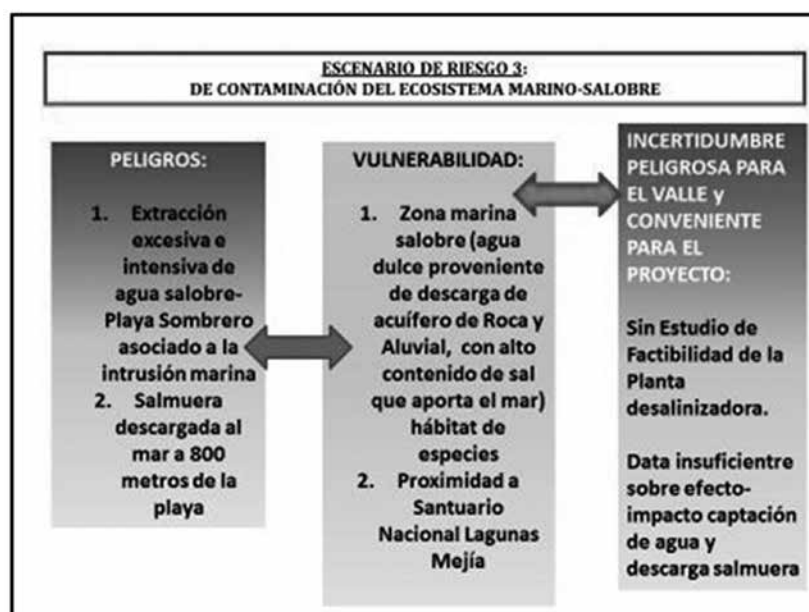 ESCENARIO DE RIESGO 3:
DE CONTAMINACIÓN DEL ECOSISTEMA MARINO-SALOBRE
PELIGROS:
1. Extracción
excesiva e
intensiva de
agua salobre-
Playa Sombrero
asociado a la
intrusión marina
2. Salmuera
descargada al
mar a 800
metros de la
playa
VULNERABILIDAD:
1. Zona marina
salobre (agua
dulce proveniente
de descarga de
acuífero de Roca y
Aluvial, con alto
contenido de sal
que aporta el mar)
hábitat de
especies
2. Proximidad a
Santuario
Nacional Lagunas
Mejía
INCERTIDUMBRE
PELIGROSA PARA
EL VALLE y
CONVENIENTE
PARA EL
PROYECTO:
Sin Estudio de
Factibilidad de la
Planta
desalinizadora.
Data insuficientre
sobre efecto-
impacto captación
de agua y
descarga salmuera